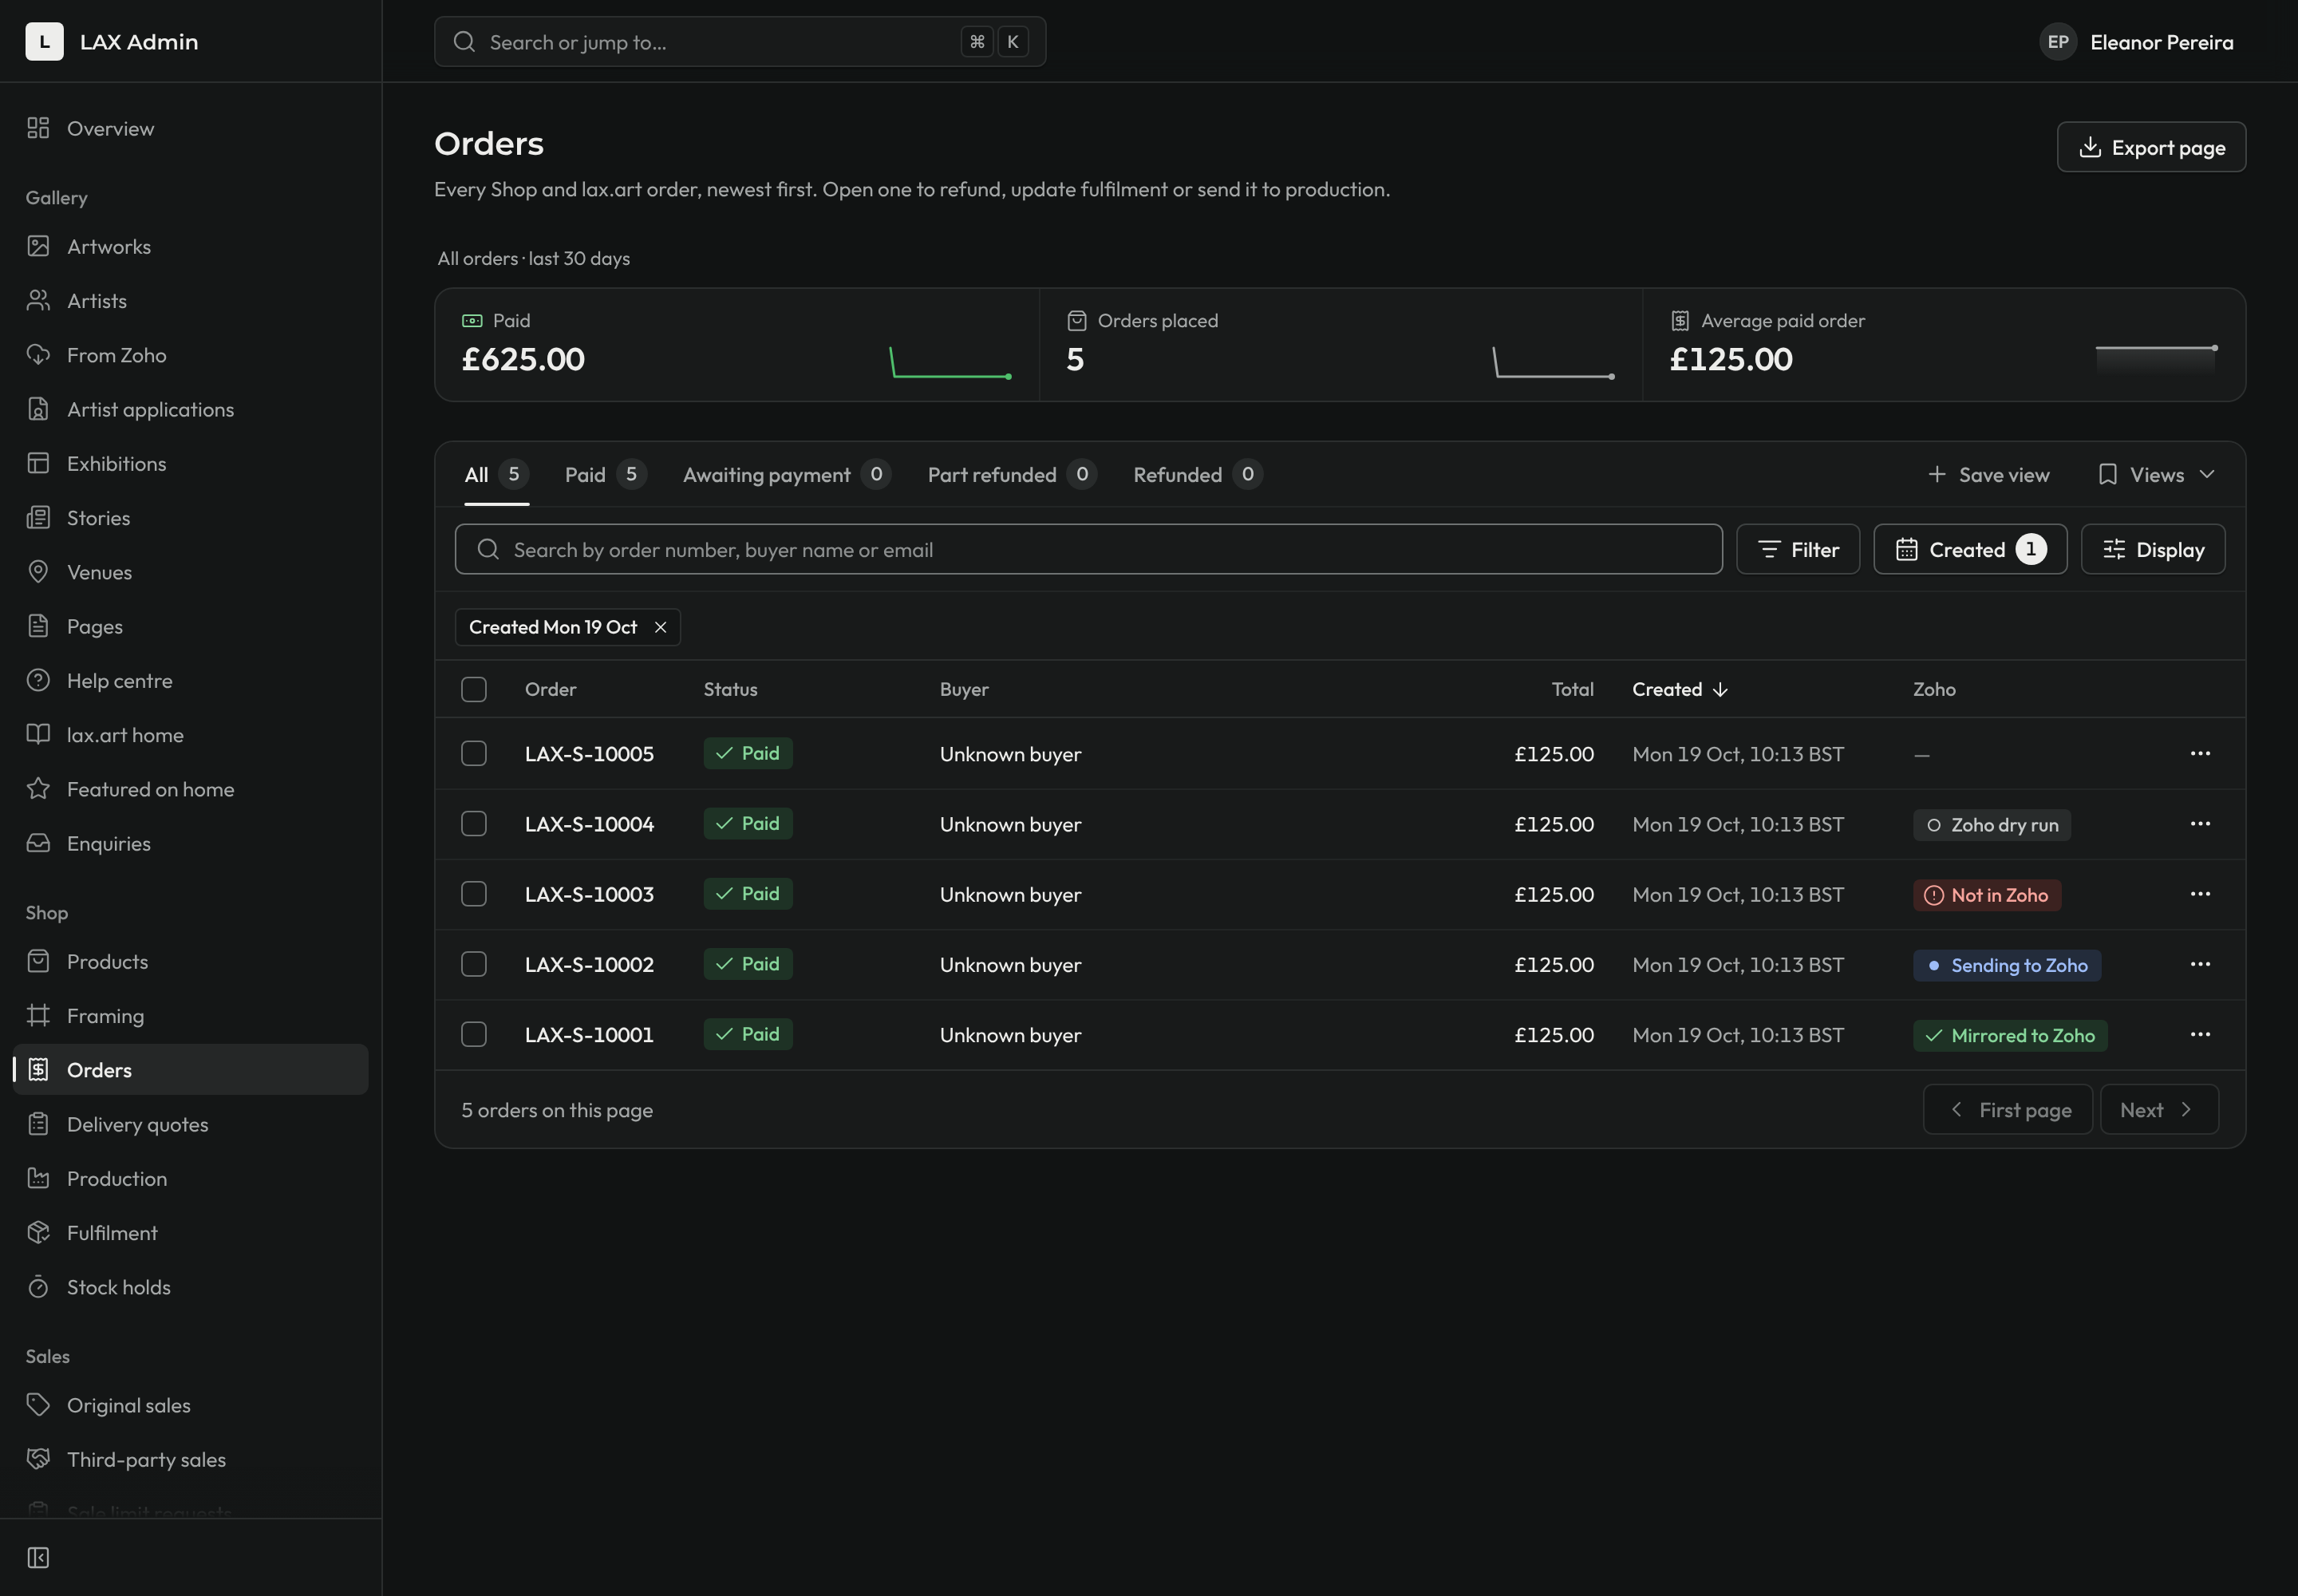 L LAX Admin
Search or jump to... ⌘ K
EP Eleanor Pereira
Overview
Gallery
Artworks
Artists
From Zoho
Artist applications
Exhibitions
Stories
Venues
Pages
Help centre
lax.art home
Featured on home
Enquiries
Shop
Products
Framing
Orders
Delivery quotes
Production
Fulfilment
Stock holds
Sales
Original sales
Third-party sales
Sale limit requests
Orders
Export page
Every Shop and lax.art order, newest first. Open one to refund, update fulfilment or send it to production.
All orders · last 30 days
Paid
£625.00
Orders placed
5
Average paid order
£125.00
All 5 Paid 5 Awaiting payment 0 Part refunded 0 Refunded 0 Save view Views
Search by order number, buyer name or email Filter Created 1 Display
Created Mon 19 Oct
Order Status Buyer Total Created Zoho
LAX-S-10005 Paid Unknown buyer £125.00 Mon 19 Oct, 10:13 BST —
LAX-S-10004 Paid Unknown buyer £125.00 Mon 19 Oct, 10:13 BST Zoho dry run
LAX-S-10003 Paid Unknown buyer £125.00 Mon 19 Oct, 10:13 BST Not in Zoho
LAX-S-10002 Paid Unknown buyer £125.00 Mon 19 Oct, 10:13 BST Sending to Zoho
LAX-S-10001 Paid Unknown buyer £125.00 Mon 19 Oct, 10:13 BST Mirrored to Zoho
5 orders on this page First page Next